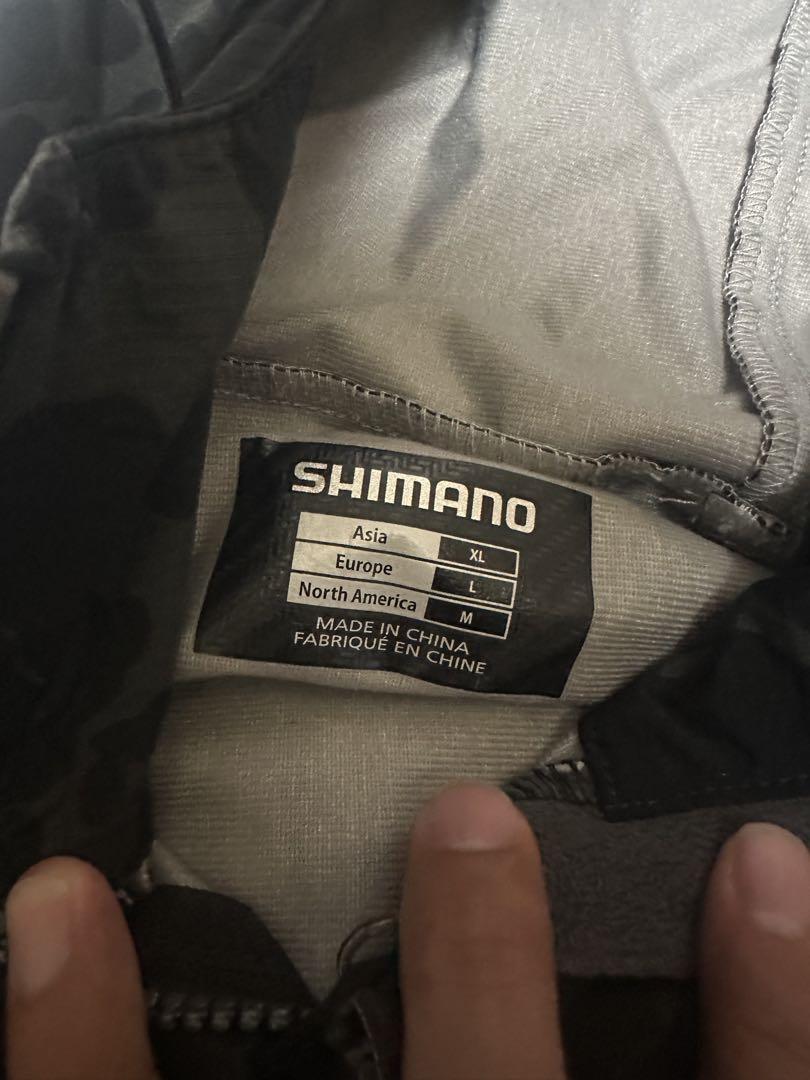 SHIMANO
Asia XL
Europe L
North America M
MADE IN CHINA
FABRIQUÉ EN CHINE